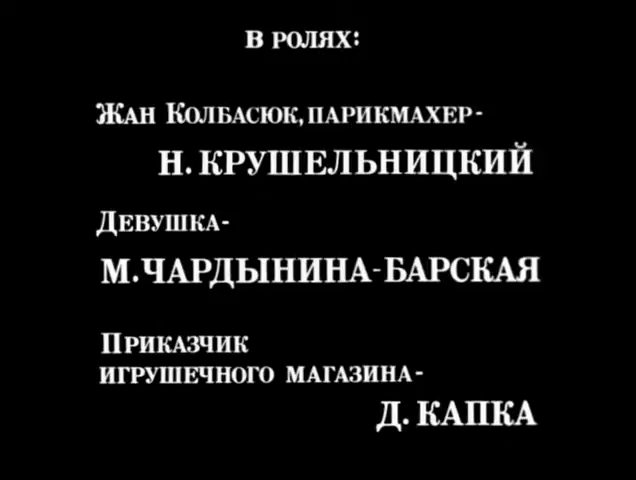 В РОЛЯХ:
ЖАН КОЛБАСЮК, ПАРИКМАХЕР-
Н. КРУШЕЛЬНИЦКИЙ
ДЕВУШКА-
М. ЧАРДЫНИНА-БАРСКАЯ
ПРИКАЗЧИК
ИГРУШЕЧНОГО МАГАЗИНА-
Д. КАПКА